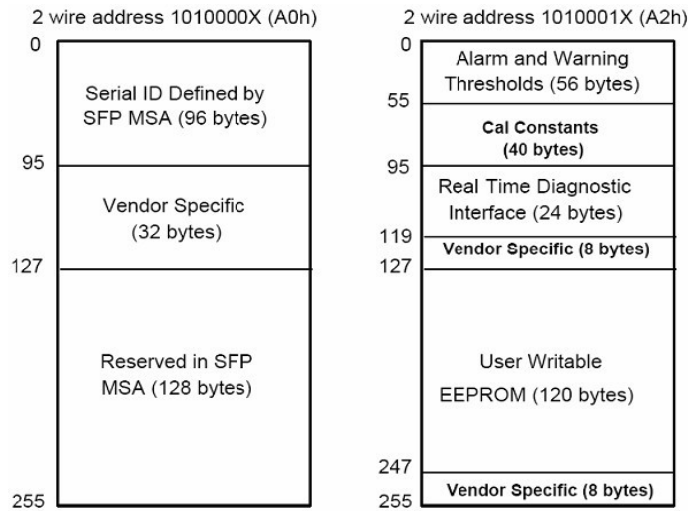 2 wire address 1010000X (A0h)
0
Serial ID Defined by
SFP MSA (96 bytes)
95
Vendor Specific
(32 bytes)
127
Reserved in SFP
MSA (128 bytes)
255
2 wire address 1010001X (A2h)
0
Alarm and Warning
Thresholds (56 bytes)
55
Cal Constants
(40 bytes)
95
Real Time Diagnostic
Interface (24 bytes)
119
Vendor Specific (8 bytes)
127
User Writable
EEPROM (120 bytes)
247
Vendor Specific (8 bytes)
255